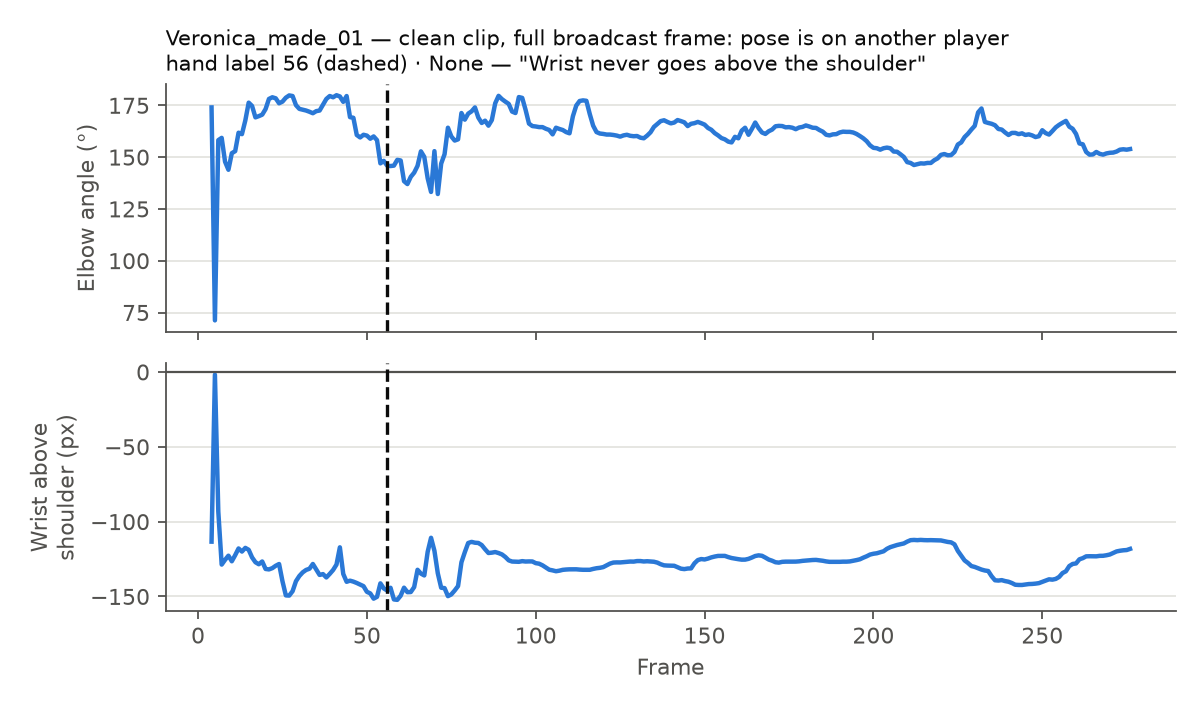 Veronica_made_01 — clean clip, full broadcast frame: pose is on another player
hand label 56 (dashed) · None — "Wrist never goes above the shoulder"
Elbow angle (°)
175
150
125
100
75
Wrist above
shoulder (px)
0
−50
−100
−150
0 50 100 150 200 250
Frame